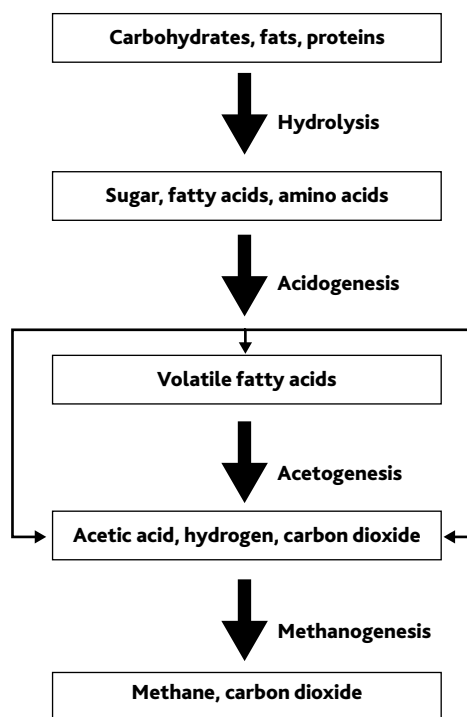 Carbohydrates, fats, proteins
Hydrolysis
Sugar, fatty acids, amino acids
Acidogenesis
Volatile fatty acids
Acetogenesis
Acetic acid, hydrogen, carbon dioxide
Methanogenesis
Methane, carbon dioxide